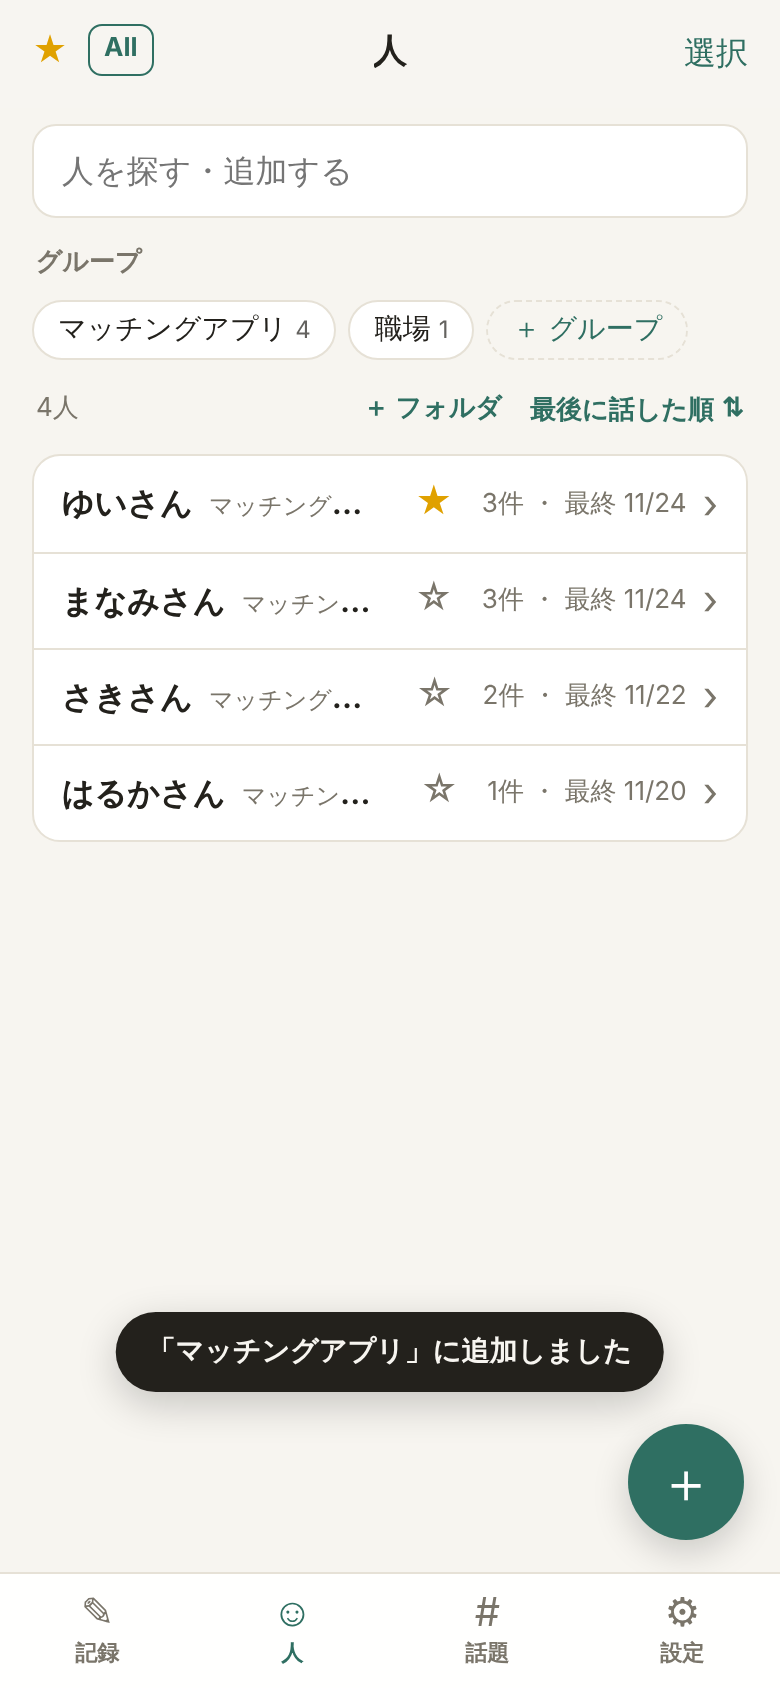 ★ All 人 選択
人を探す・追加する
グループ
マッチングアプリ 4 職場 1 ＋ グループ
4人 + フォルダ 最後に話した順 ⇅
ゆいさん マッチング… ★ 3件 ・ 最終 11/24 ›
まなみさん マッチン… ☆ 3件 ・ 最終 11/24 ›
さきさん マッチング… ☆ 2件 ・ 最終 11/22 ›
はるかさん マッチン… ☆ 1件 ・ 最終 11/20 ›
「マッチングアプリ」に追加しました
＋
記録 人 # 話題 設定